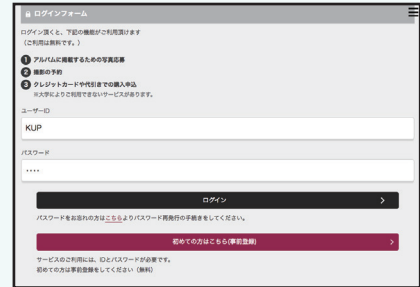 ログインフォーム
ログイン頂くと、下記の機能がご利用頂けます
（ご利用は無料です。）
1 アルバムに掲載するための写真応募
2 撮影の予約
3 クレジットカードや代引きでの購入申込
※大学によりご利用できないサービスがあります。
ユーザーID
KUP
パスワード
····
ログイン
パスワードをお忘れの方はこちらよりパスワード再発行の手続きをしてください。
初めての方はこちら(事前登録)
サービスのご利用には、IDとパスワードが必要です。
初めての方は事前登録をしてください（無料）